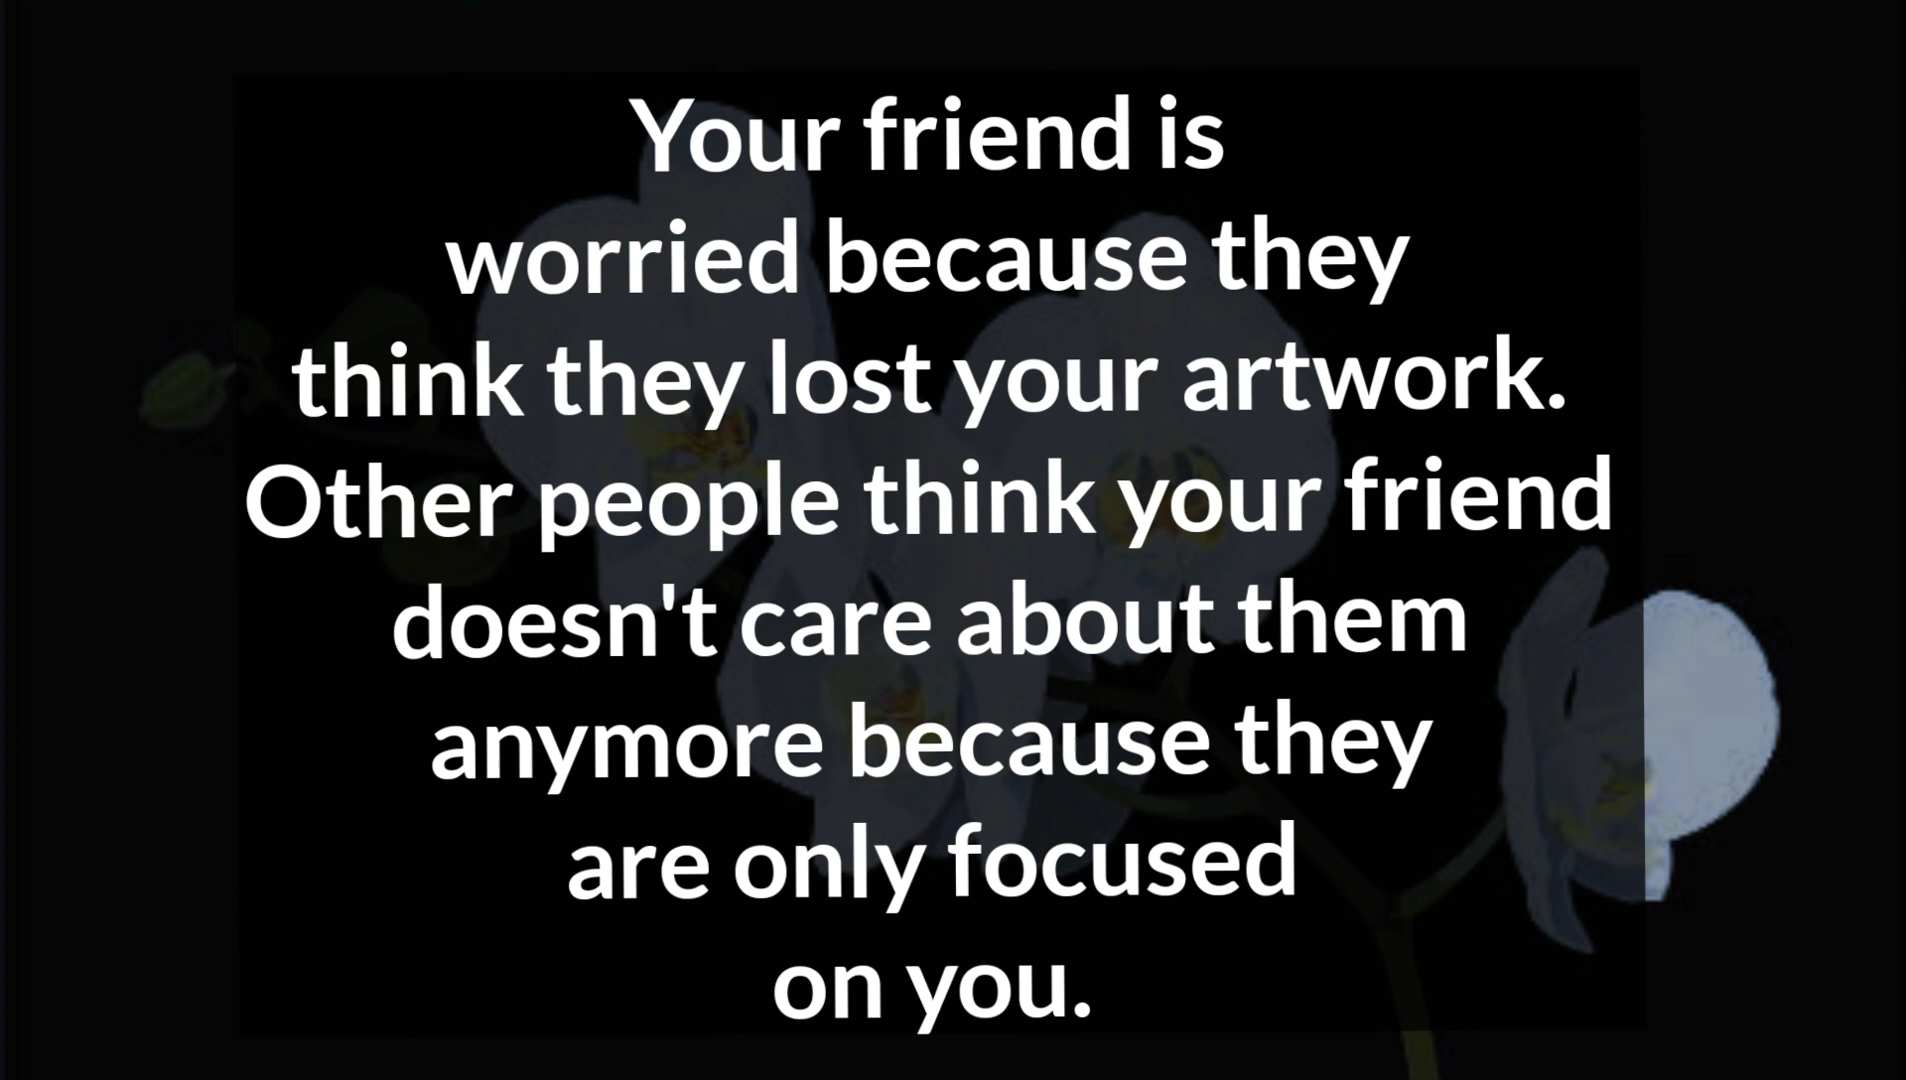 Your friend is
worried because they
think they lost your artwork.
Other people think your friend
doesn't care about them
anymore because they
are only focused
on you.